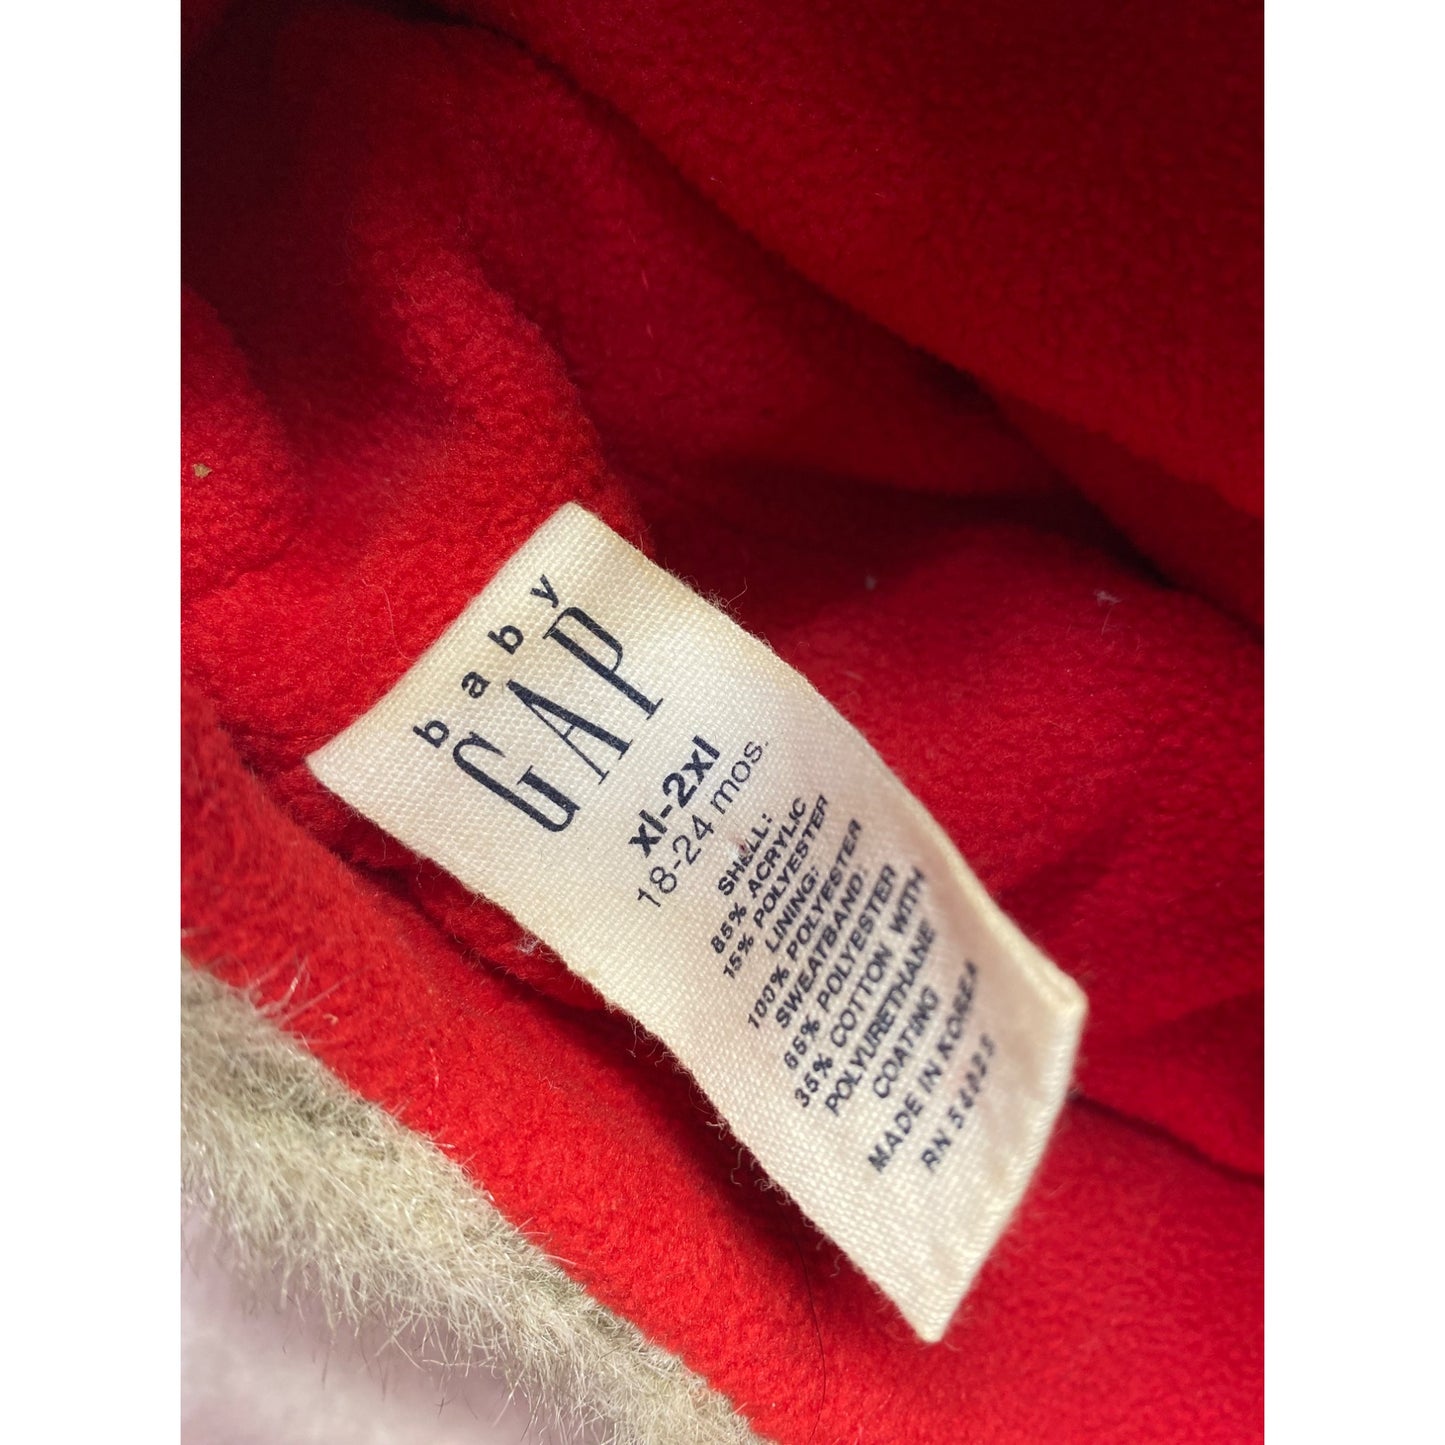 baby
GAP
xl-2xl
18-24 mos.
SHELL:
85% ACRYLIC
15% POLYESTER
LINING:
100% POLYESTER
SWEATBAND:
65% POLYESTER
35% COTTON WITH
POLYURETHANE
COATING
MADE IN KOREA
RN 54023